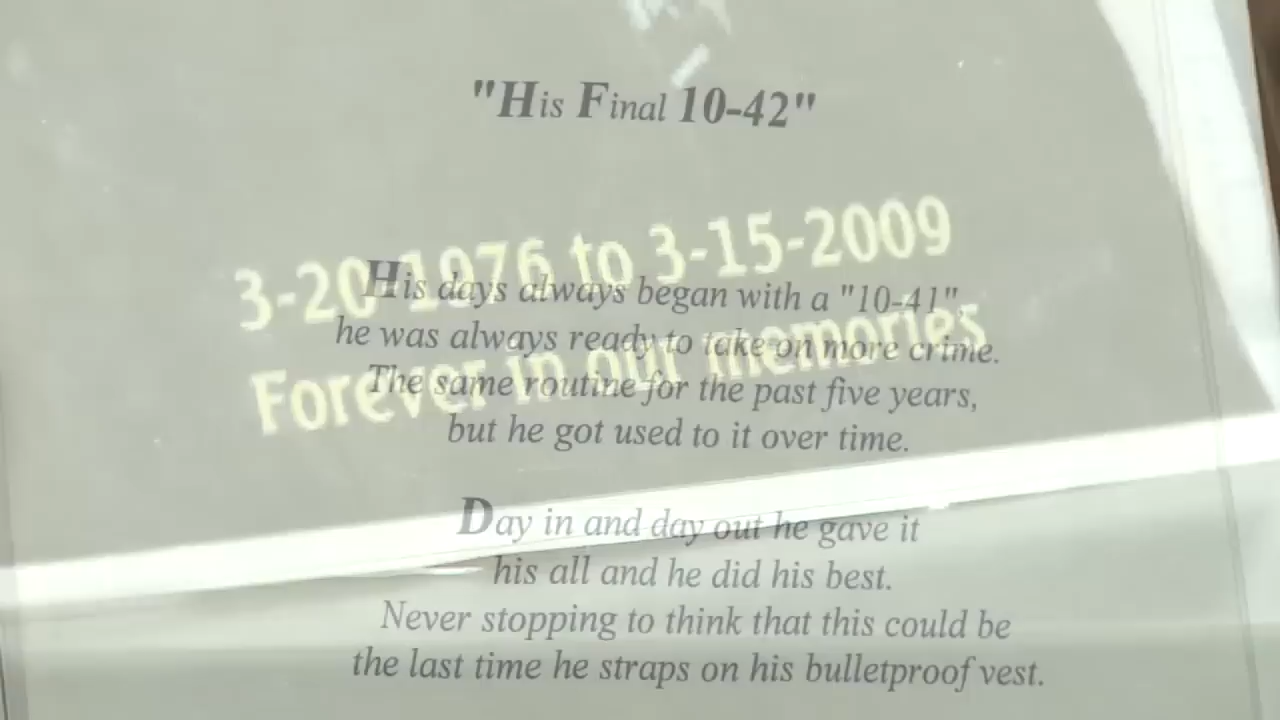 "His Final 10-42"
3-20-1976 to 3-15-2009
Forever in our memories
His days always began with a "10-41",
he was always ready to take on more crime.
The same routine for the past five years,
but he got used to it over time.
Day in and day out he gave it
his all and he did his best.
Never stopping to think that this could be
the last time he straps on his bulletproof vest.